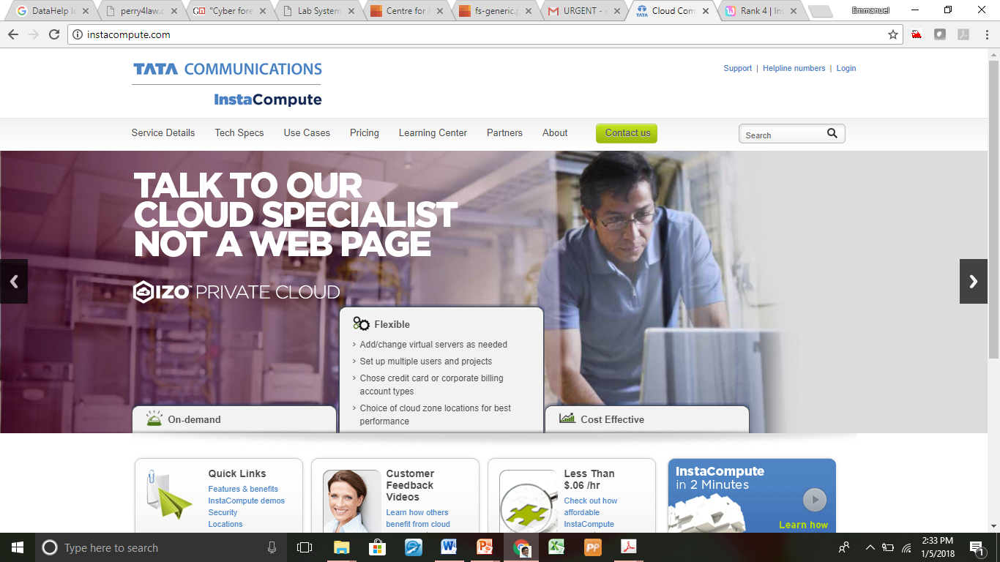 DataHelp
perry4law.c
"Cyber fore
Lab System
Centre for
fs-generic.p
URGENT - e
Cloud Com
Rank 4 | In
Emmanuel
instacompute.com
TATA COMMUNICATIONS
InstaCompute
Support | Helpline numbers | Login
Service Details Tech Specs Use Cases Pricing Learning Center Partners About Contact us Search
TALK TO OUR
CLOUD SPECIALIST
NOT A WEB PAGE
IZO™ PRIVATE CLOUD
Flexible
› Add/change virtual servers as needed
› Set up multiple users and projects
› Chose credit card or corporate billing
account types
› Choice of cloud zone locations for best
performance
On-demand
Cost Effective
Quick Links
Features & benefits
InstaCompute demos
Security
Locations
Customer
Feedback
Videos
Learn how others
benefit from cloud
Less Than
$.06 /hr
Check out how
affordable
InstaCompute
InstaCompute
in 2 Minutes
Learn how
Type here to search
2:33 PM
1/5/2018